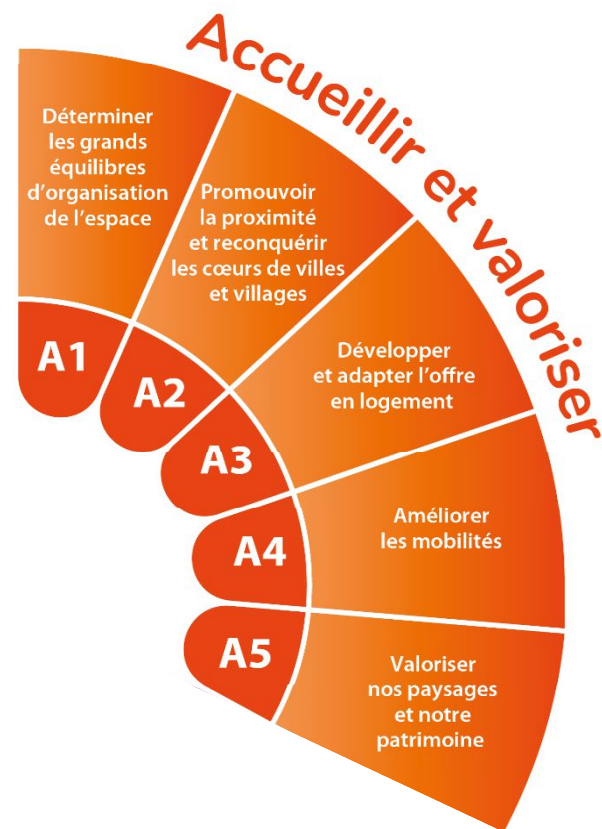 Accueillir et valoriser
Déterminer
les grands
équilibres
d'organisation
de l'espace
A1
Promouvoir
la proximité
et reconquérir
les cœurs de villes
et villages
A2
Développer
et adapter l'offre
en logement
A3
Améliorer
les mobilités
A4
Valoriser
nos paysages
et notre
patrimoine
A5